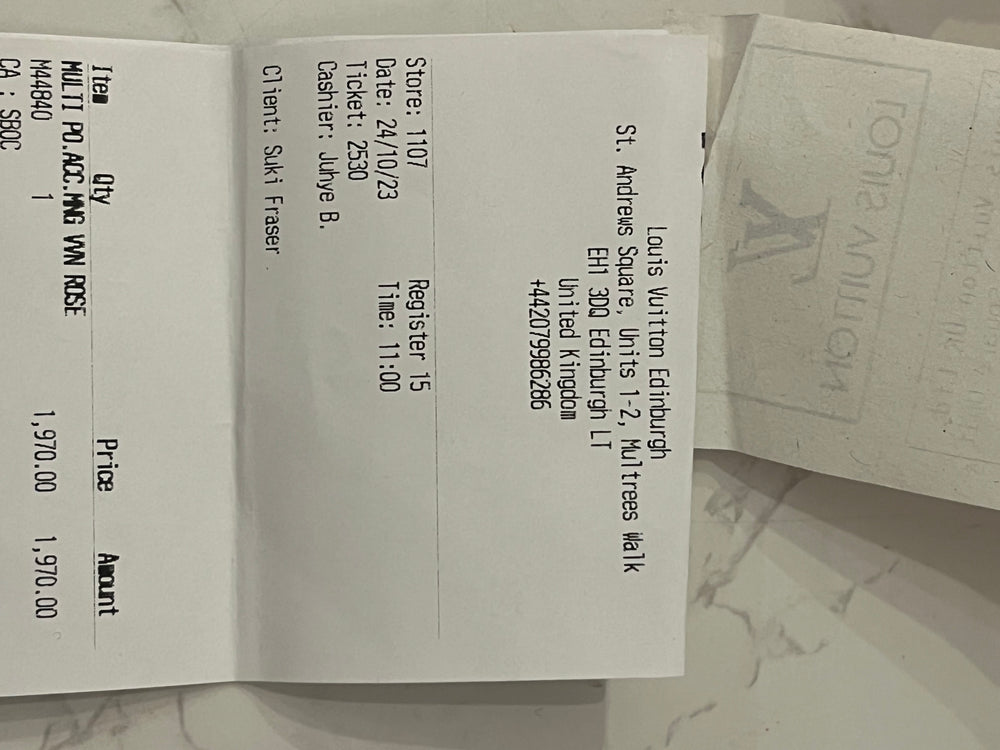 Louis Vuitton Edinburgh
St. Andrews Square, Units 1-2, Multrees Walk
EH1 3DQ Edinburgh LT
United Kingdom
+442079986286
Store: 1107 Register 15
Date: 24/10/23 Time: 11:00
Ticket: 2530
Cashier: Juhye B.
Client: Suki Fraser
Item Qty Price Amount
MULTI PO.ACC.MNG WN ROSE
M44840 1 1,970.00 1,970.00
CA : SBOC
LOUIS VUITTON
LV